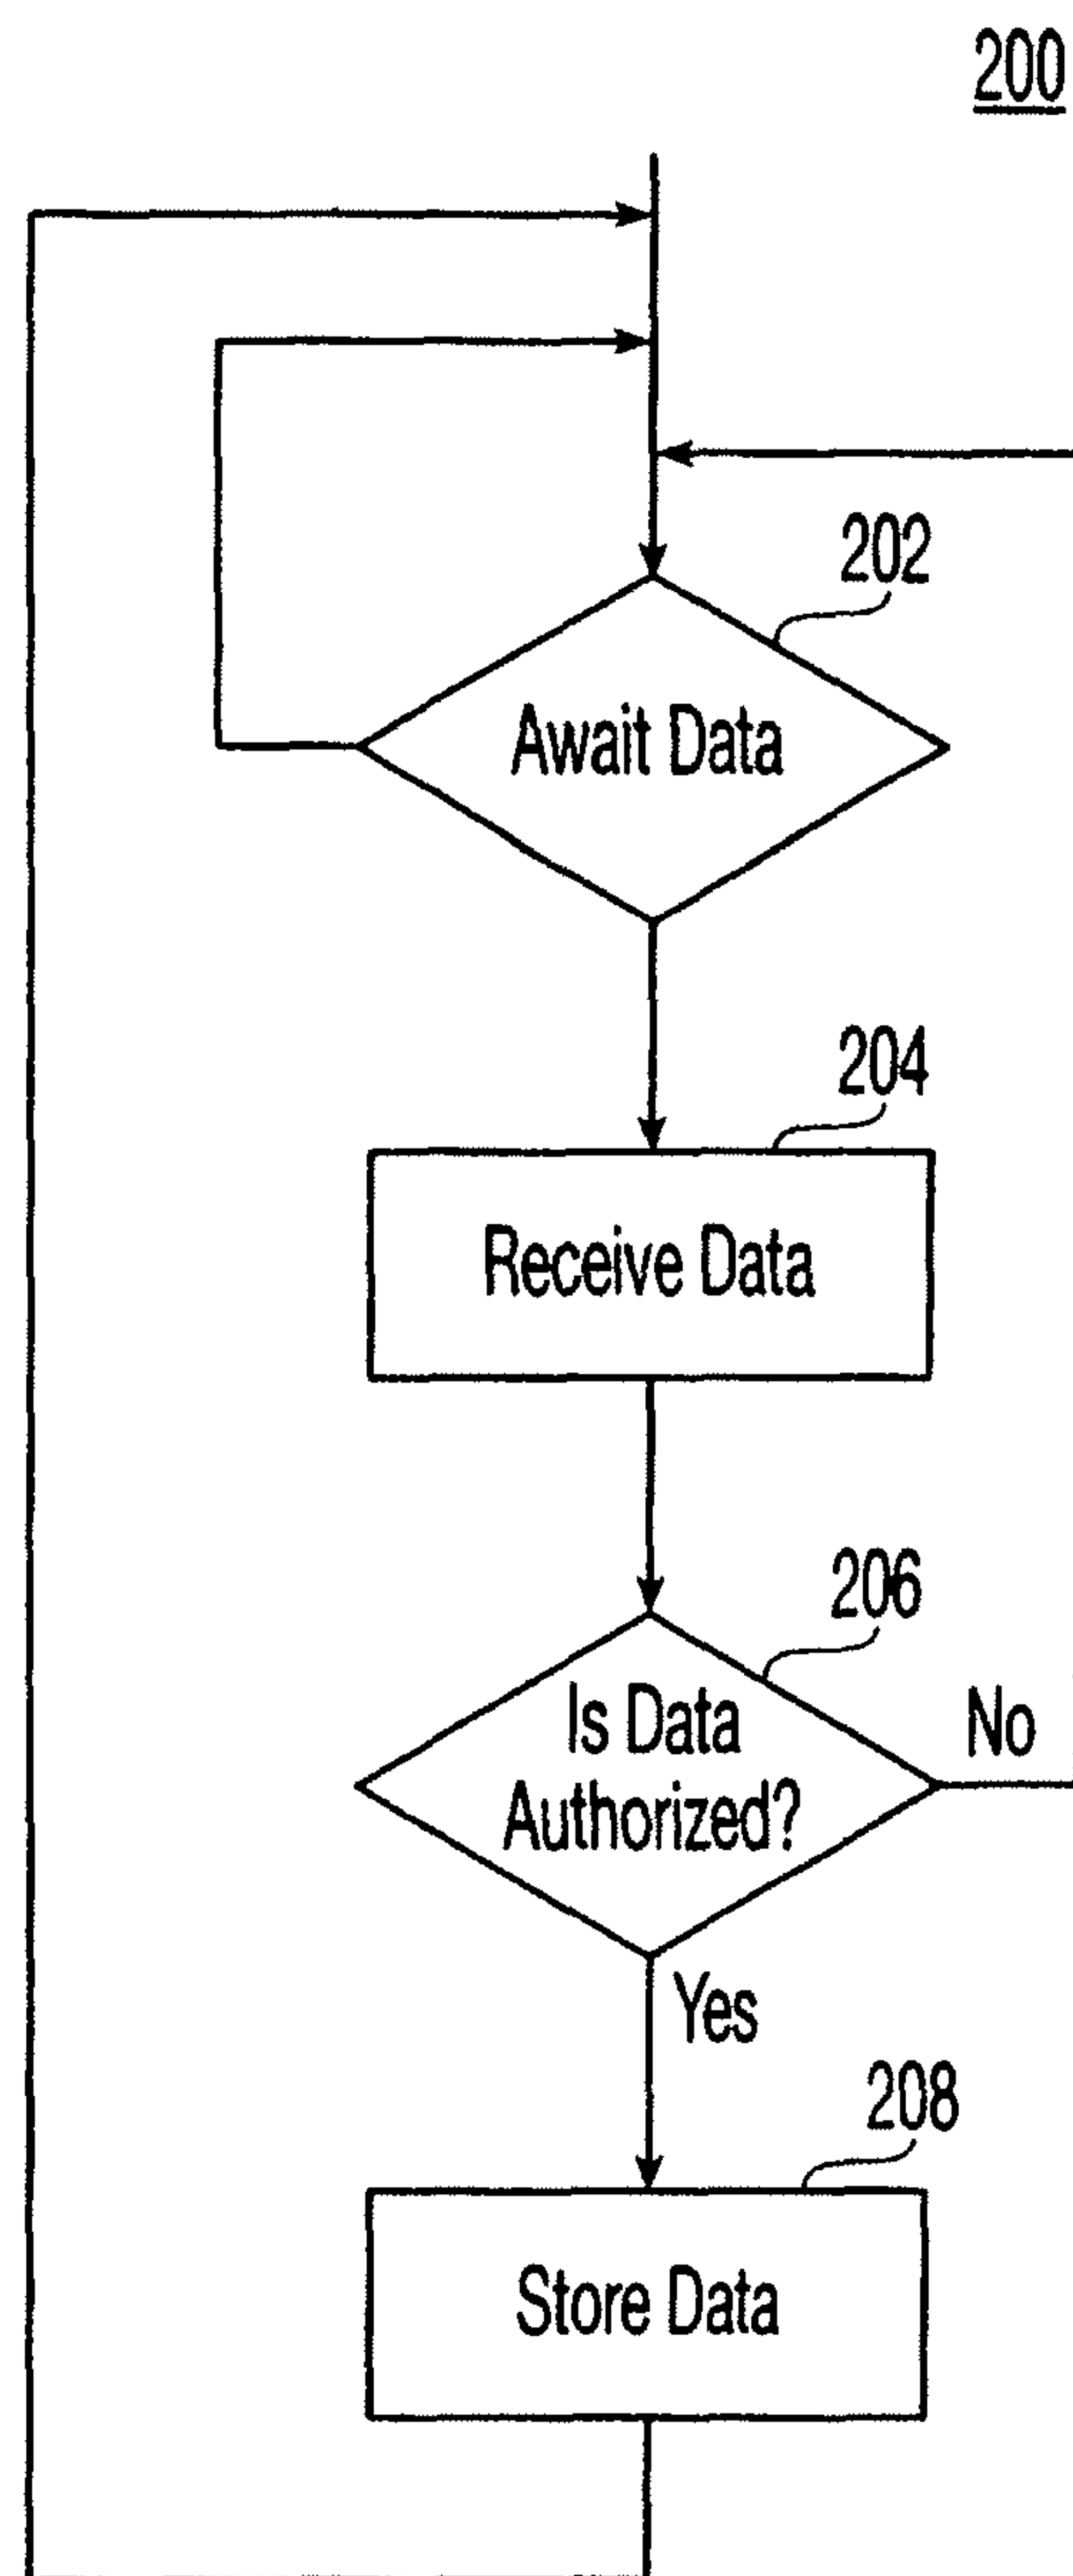 200
202
Await Data
204
Receive Data
206
Is Data
Authorized?
No
Yes
208
Store Data